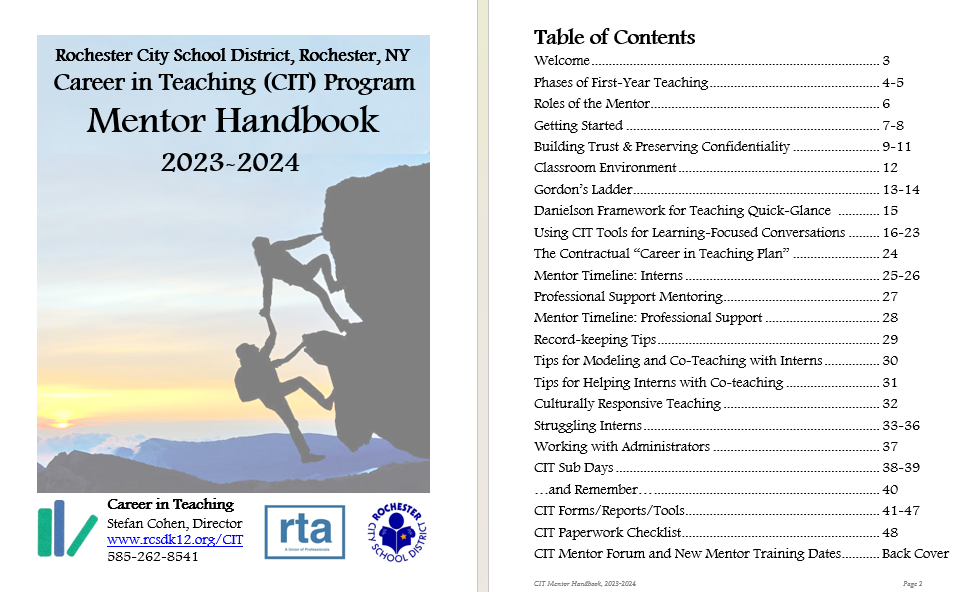 Rochester City School District, Rochester, NY
Career in Teaching (CIT) Program
Mentor Handbook
2023~2024
Career in Teaching
Stefan Cohen, Director
www.rcsdk12.org/CIT
585-262-8541
rta
A Union of Professionals
ROCHESTER
CITY SCHOOL DISTRICT
Table of Contents
Welcome ........ 3
Phases of First-Year Teaching ........ 4-5
Roles of the Mentor ........ 6
Getting Started ........ 7-8
Building Trust & Preserving Confidentiality ........ 9-11
Classroom Environment ........ 12
Gordon's Ladder ........ 13-14
Danielson Framework for Teaching Quick-Glance ........ 15
Using CIT Tools for Learning-Focused Conversations ........ 16-23
The Contractual “Career in Teaching Plan” ........ 24
Mentor Timeline: Interns ........ 25-26
Professional Support Mentoring ........ 27
Mentor Timeline: Professional Support ........ 28
Record-keeping Tips ........ 29
Tips for Modeling and Co-Teaching with Interns ........ 30
Tips for Helping Interns with Co-teaching ........ 31
Culturally Responsive Teaching ........ 32
Struggling Interns ........ 33-36
Working with Administrators ........ 37
CIT Sub Days ........ 38-39
…and Remember… ........ 40
CIT Forms/Reports/Tools ........ 41-47
CIT Paperwork Checklist ........ 48
CIT Mentor Forum and New Mentor Training Dates ........ Back Cover
CIT Mentor Handbook, 2023-2024 Page 2